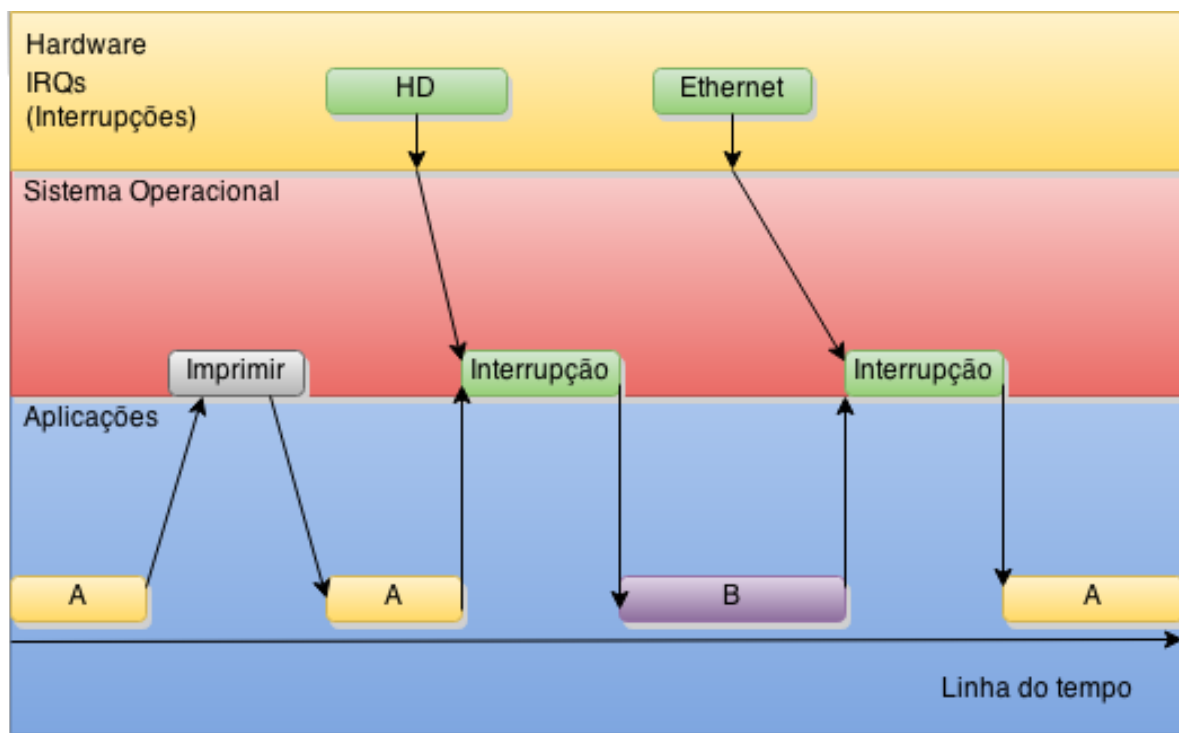 Hardware
IRQs
(Interrupções)
HD
Ethernet
Sistema Operacional
Imprimir
Interrupção
Interrupção
Aplicações
A
A
B
A
Linha do tempo